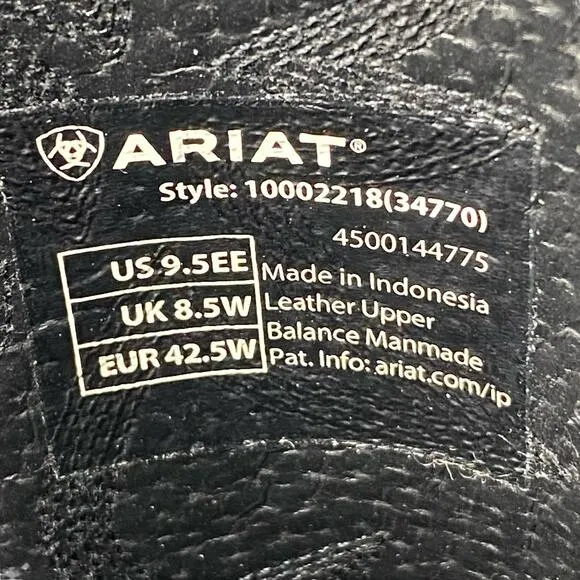 ARIAT®
Style: 10002218(34770)
4500144775
US 9.5EE
UK 8.5W
EUR 42.5W
Made in Indonesia
Leather Upper
Balance Manmade
Pat. Info: ariat.com/ip